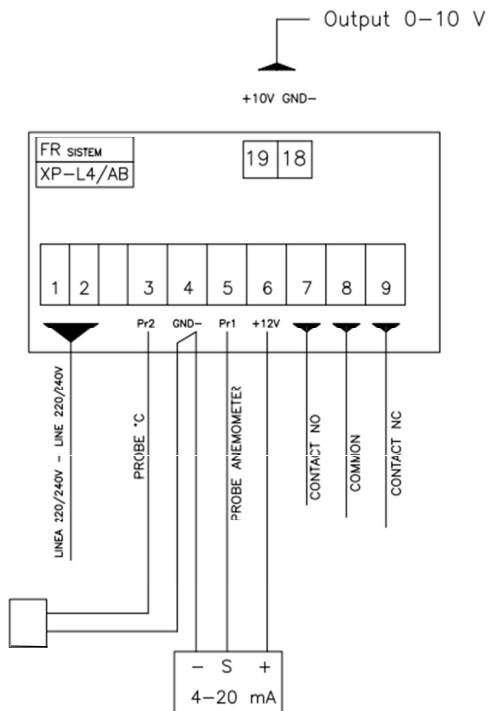 Output 0-10 V
+10V GND-
FR SISTEM
XP-L4/AB
19 18
1 2 3 4 5 6 7 8 9
Pr2 GND- Pr1 +12V
LINEA 220/240V - LINE 220/240V
PROBE °C
PROBE ANEMOMETER
CONTACT NO
COMMON
CONTACT NC
- S +
4-20 mA